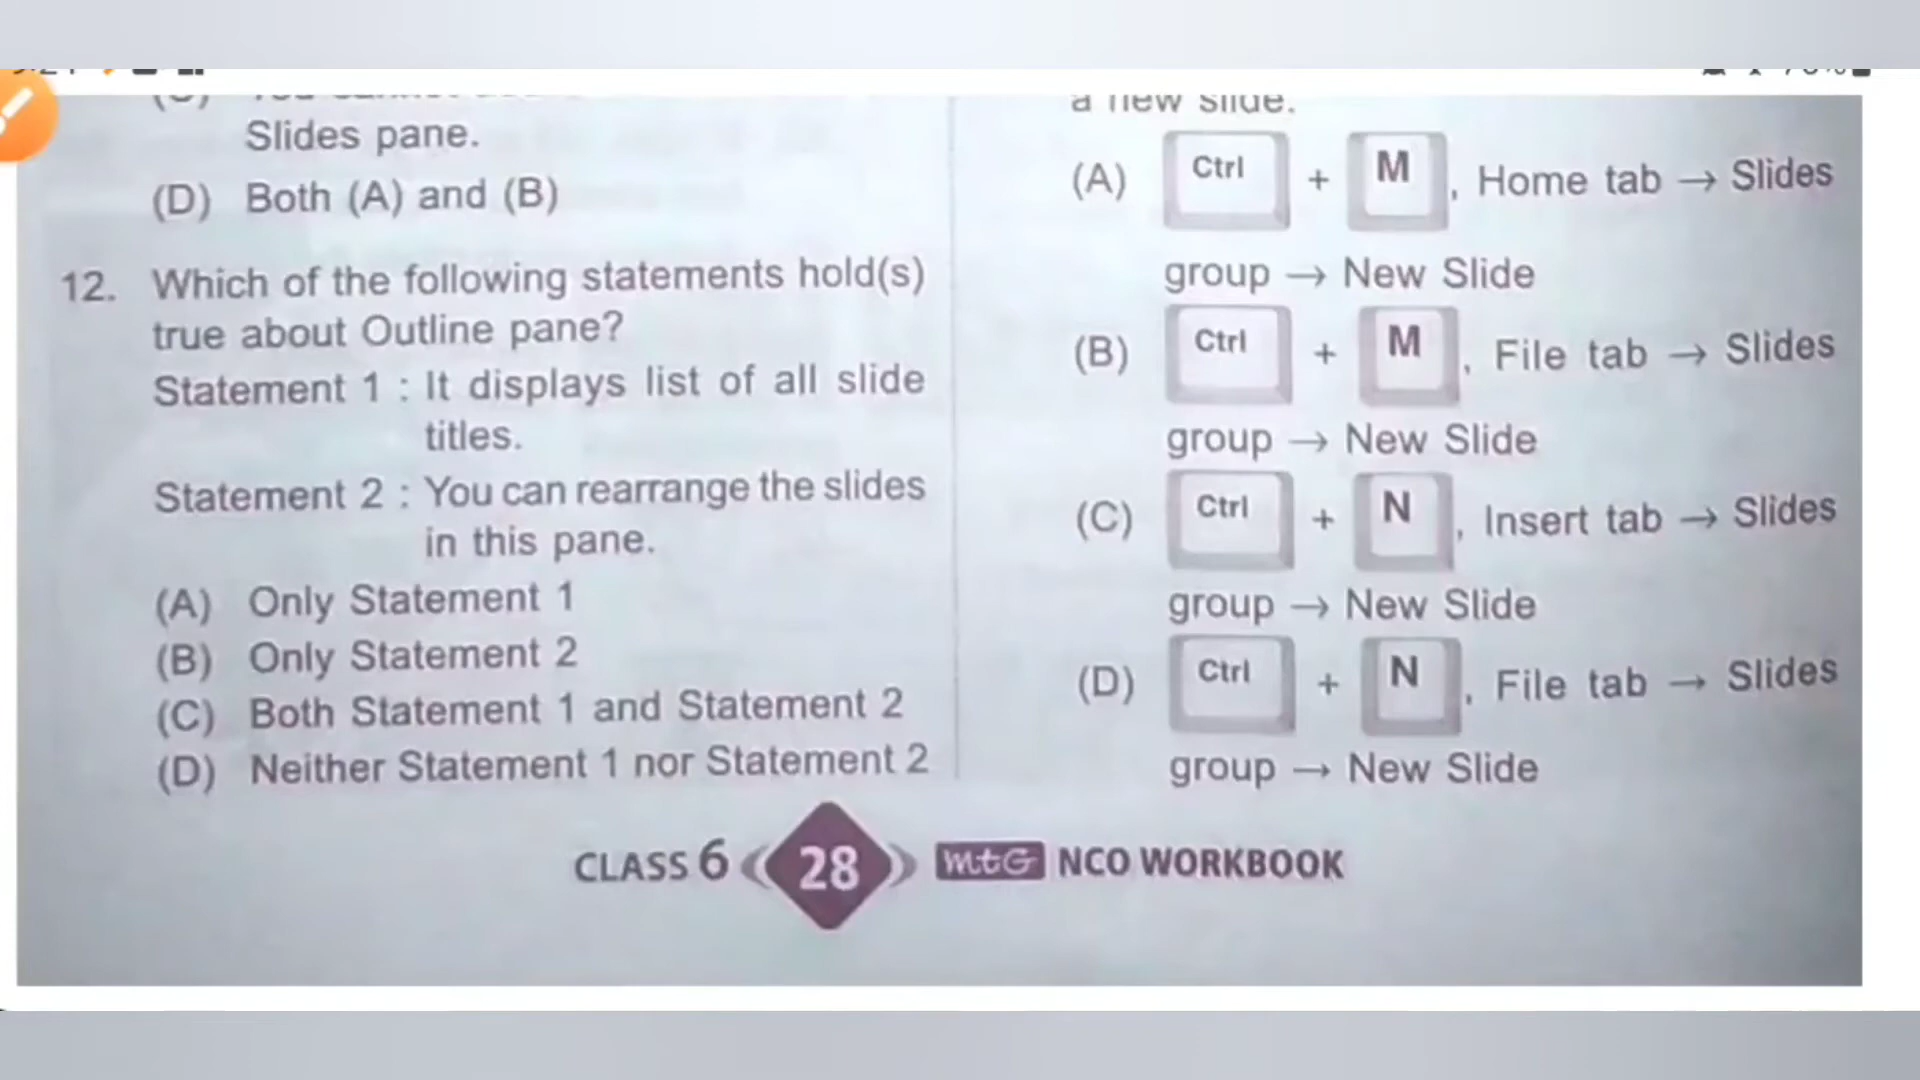 Slides pane.
(D) Both (A) and (B)
12. Which of the following statements hold(s)
true about Outline pane?
Statement 1 : It displays list of all slide
titles.
Statement 2 : You can rearrange the slides
in this pane.
(A) Only Statement 1
(B) Only Statement 2
(C) Both Statement 1 and Statement 2
(D) Neither Statement 1 nor Statement 2
a new slide.
(A) Ctrl + M, Home tab → Slides
group → New Slide
(B) Ctrl + M, File tab → Slides
group → New Slide
(C) Ctrl + N, Insert tab → Slides
group → New Slide
(D) Ctrl + N, File tab → Slides
group → New Slide
CLASS 6 28 mtG NCO WORKBOOK